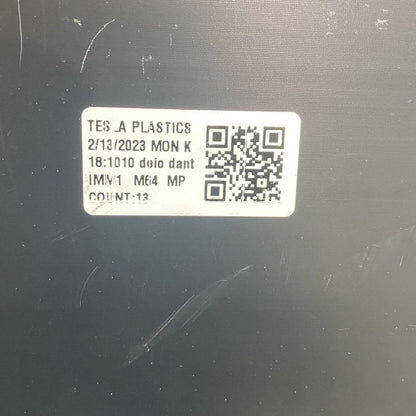 TESLA PLASTICS
2/13/2023 MON K
18:1010 deio dant
IMM1 M64 MP
COUNT:13